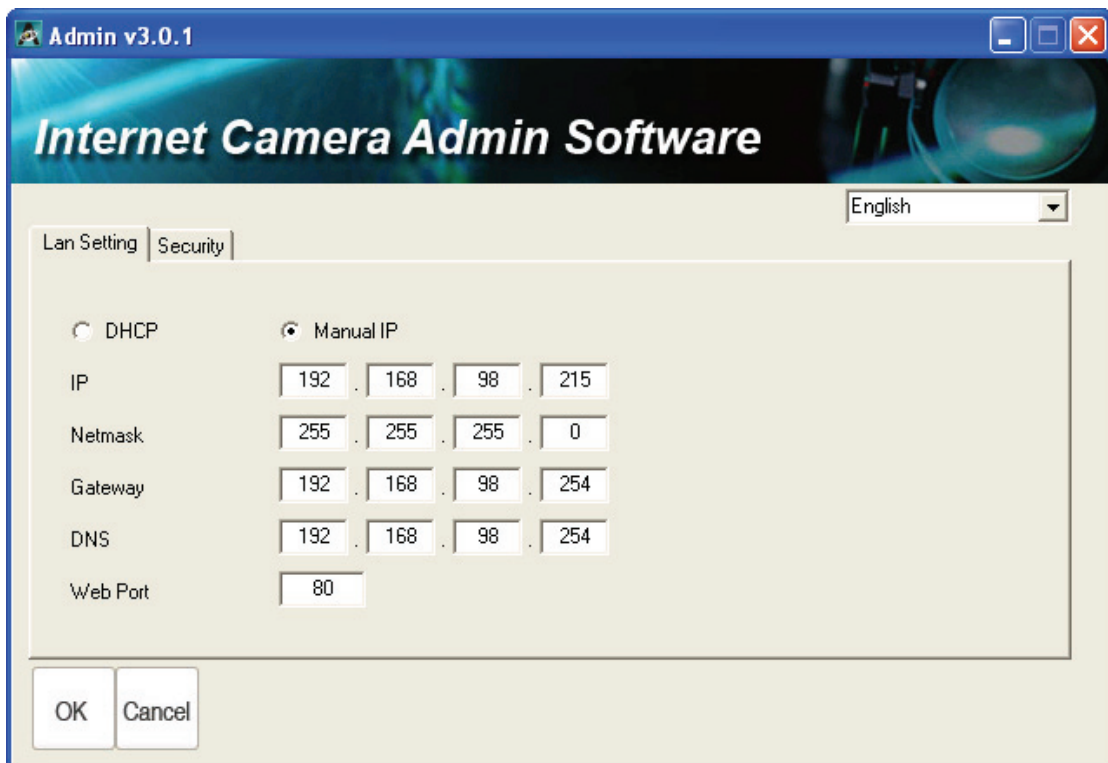 Admin v3.0.1
Internet Camera Admin Software
English
Lan Setting Security
DHCP Manual IP
IP 192 . 168 . 98 . 215
Netmask 255 . 255 . 255 . 0
Gateway 192 . 168 . 98 . 254
DNS 192 . 168 . 98 . 254
Web Port 80
OK Cancel